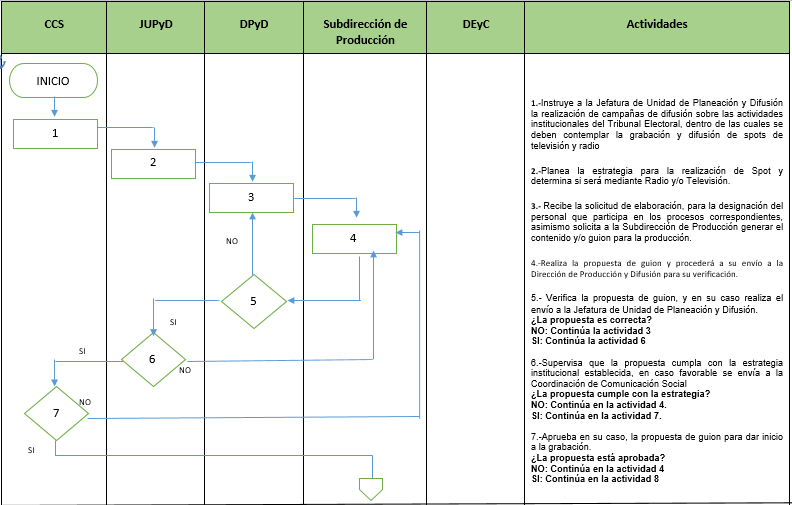 CCS
JUPyD
DPyD
Subdirección de
Producción
DEyC
Actividades
INICIO
1
2
3
4
NO
5
SI
6
SI
NO
NO
7
SI
1.-Instruye a la Jefatura de Unidad de Planeación y Difusión
la realización de campañas de difusión sobre las actividades
institucionales del Tribunal Electoral, dentro de las cuales se
deben contemplar la grabación y difusión de spots de
televisión y radio
2.-Planea la estrategia para la realización de Spot y
determina si será mediante Radio y/o Televisión.
3.- Recibe la solicitud de elaboración, para la designación del
personal que participa en los procesos correspondientes,
asimismo solicita a la Subdirección de Producción generar el
contenido y/o guion para la producción.
4.-Realiza la propuesta de guion y procederá a su envío a la
Dirección de Producción y Difusión para su verificación.
5.- Verifica la propuesta de guion, y en su caso realiza el
envío a la Jefatura de Unidad de Planeación y Difusión.
¿La propuesta es correcta?
NO: Continúa la actividad 3
SI: Continúa la actividad 6
6.-Supervisa que la propuesta cumpla con la estrategia
institucional establecida, en caso favorable se envía a la
Coordinación de Comunicación Social
¿La propuesta cumple con la estrategia?
NO: Continúa en la actividad 4.
SI: Continúa en la actividad 7.
7.-Aprueba en su caso, la propuesta de guion para dar inicio
a la grabación.
¿La propuesta está aprobada?
NO: Continúa en la actividad 4
SI: Continúa en la actividad 8